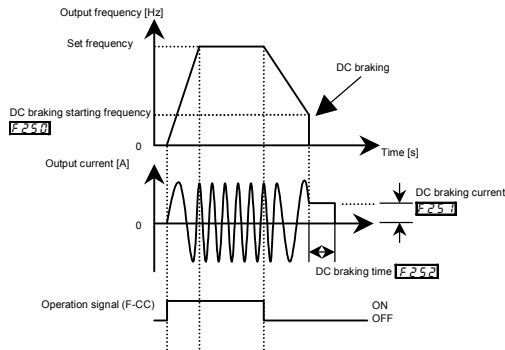 Output frequency [Hz]
Set frequency
DC braking
DC braking starting frequency
F250
0
Time [s]
Output current [A]
DC braking current
F251
0
DC braking time F252
Operation signal (F-CC)
ON
OFF